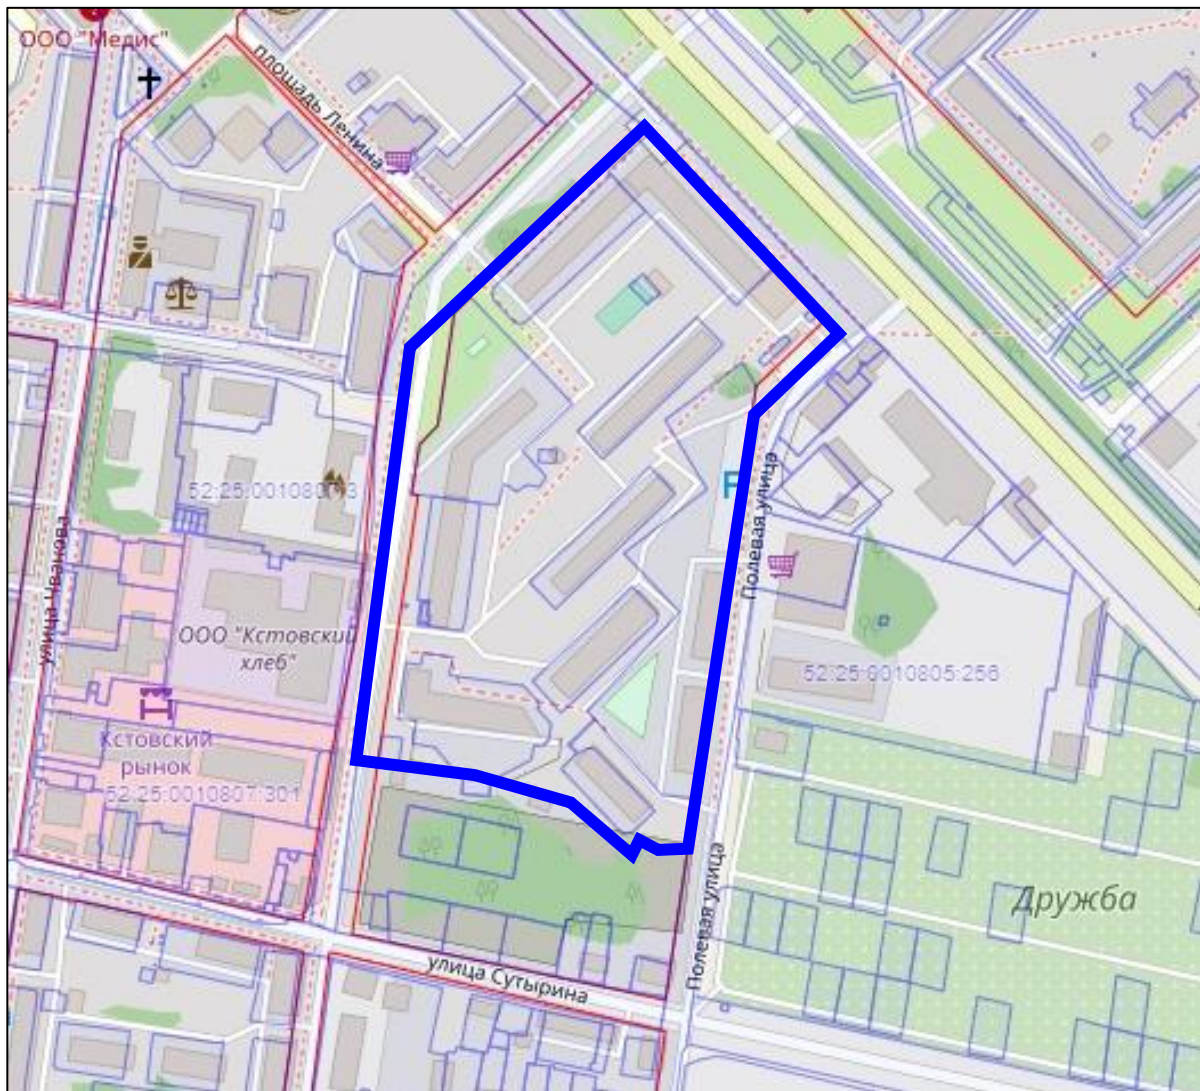 ООО "Медис"
площадь Ленина
52:25:0010807:3
улица Чванова
ООО "Кстовский
хлеб"
Полевая улица
P
52:25:0010805:256
Кстовский
рынок
52:25:0010807:301
Полевая улица
Дружба
улица Сутырина